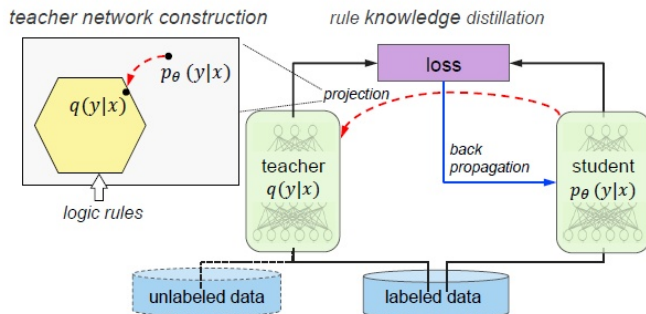 teacher network construction
rule knowledge distillation
loss
pθ(y|x)
q(y|x)
projection
logic rules
back
propagation
teacher
q(y|x)
student
pθ(y|x)
unlabeled data
labeled data